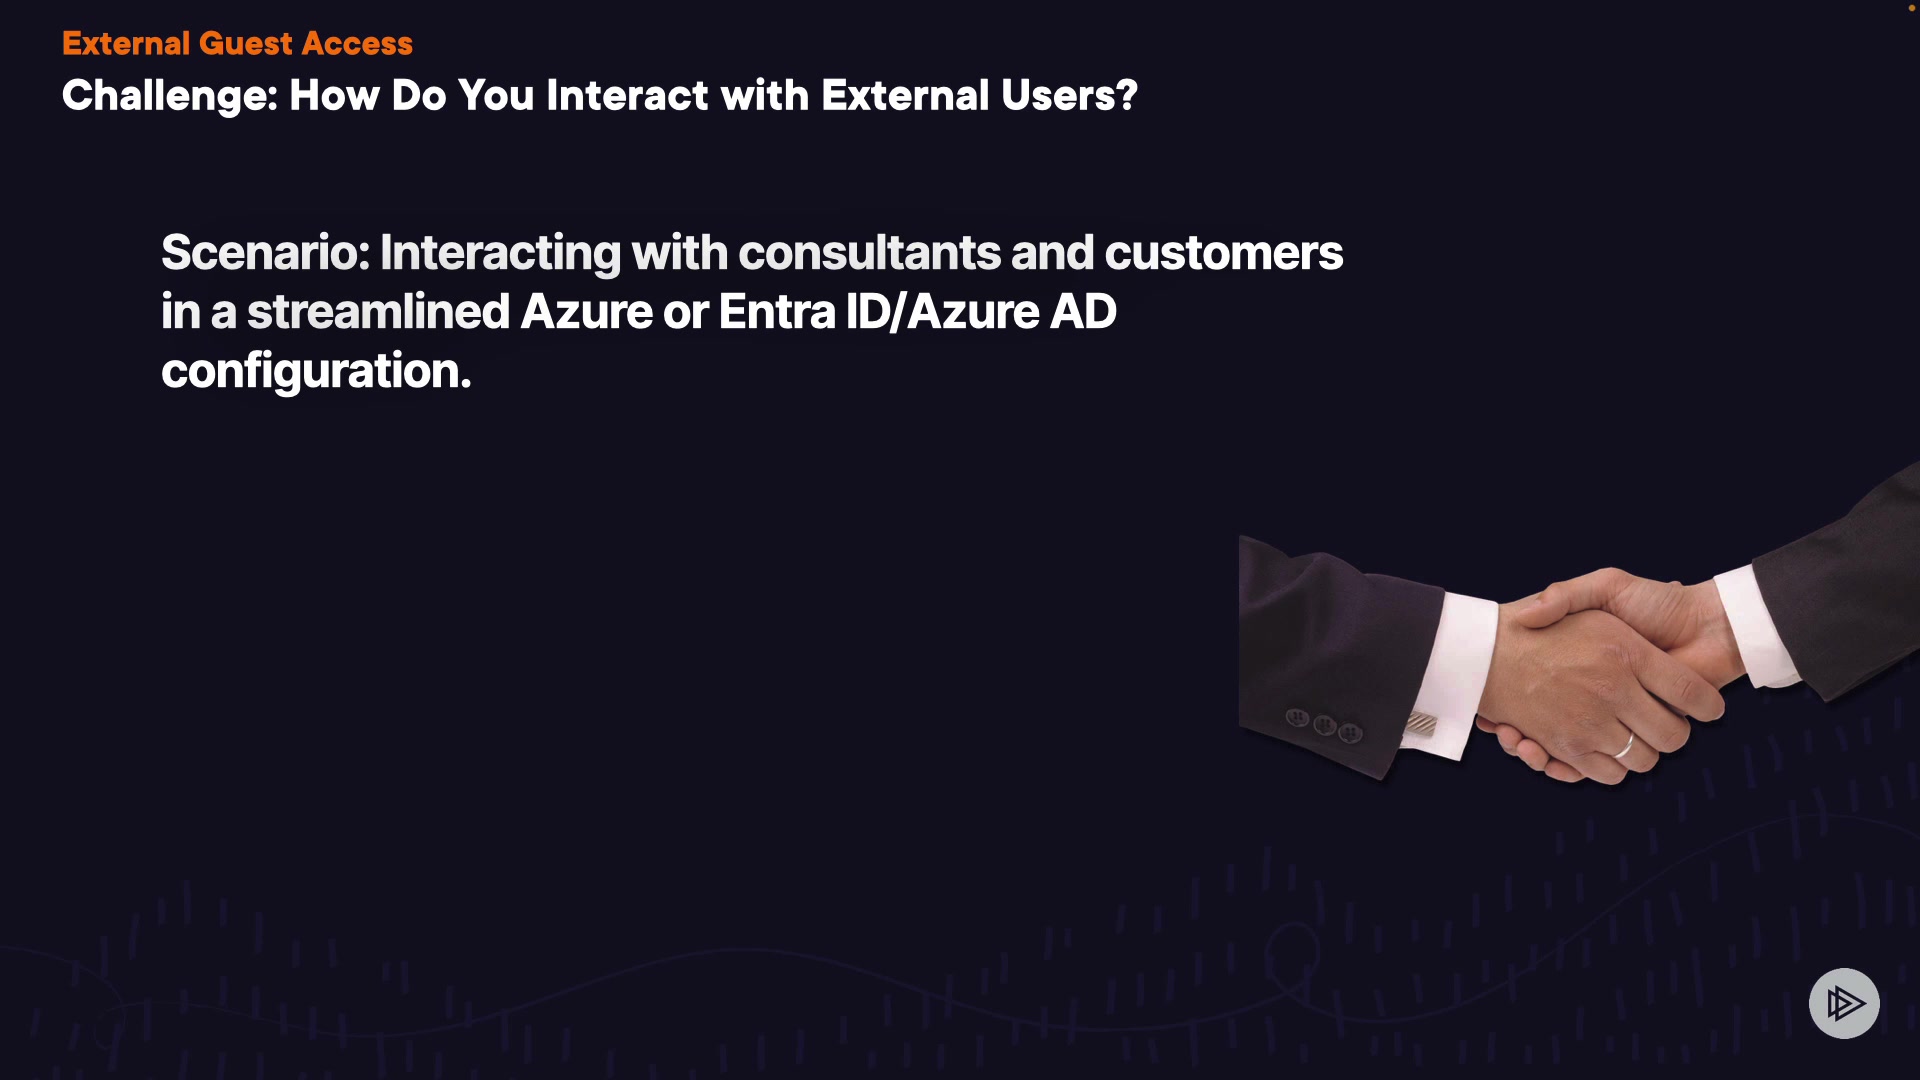 External Guest Access
Challenge: How Do You Interact with External Users?
Scenario: Interacting with consultants and customers
in a streamlined Azure or Entra ID/Azure AD
configuration.